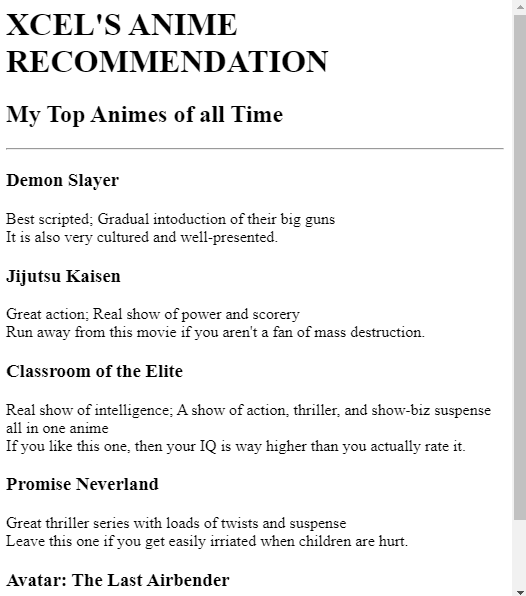 XCEL'S ANIME
RECOMMENDATION
My Top Animes of all Time
Demon Slayer
Best scripted; Gradual intoduction of their big guns
It is also very cultured and well-presented.
Jijutsu Kaisen
Great action; Real show of power and scorery
Run away from this movie if you aren't a fan of mass destruction.
Classroom of the Elite
Real show of intelligence; A show of action, thriller, and show-biz suspense
all in one anime
If you like this one, then your IQ is way higher than you actually rate it.
Promise Neverland
Great thriller series with loads of twists and suspense
Leave this one if you get easily irriated when children are hurt.
Avatar: The Last Airbender